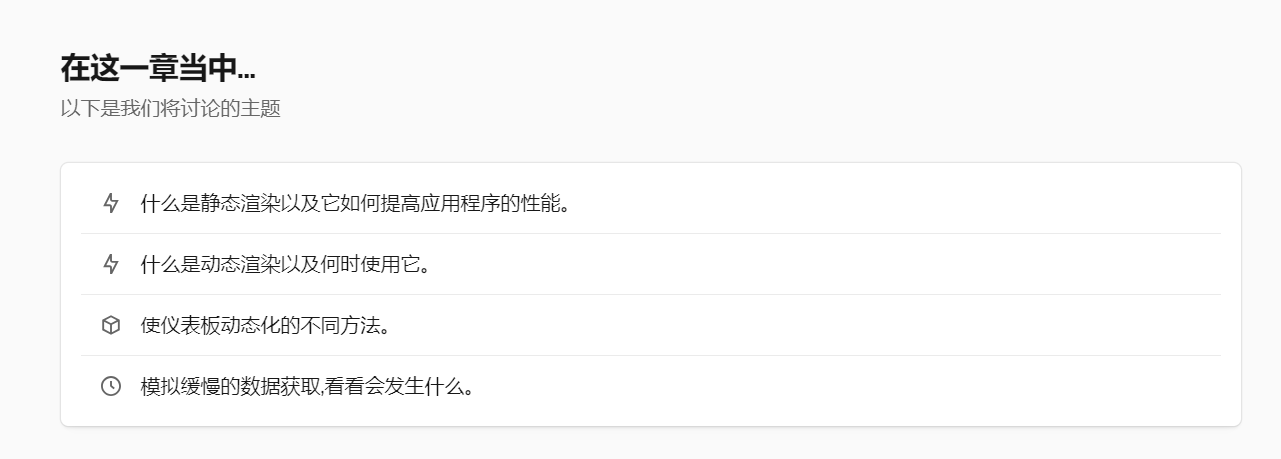 在这一章当中...
以下是我们将讨论的主题
什么是静态渲染以及它如何提高应用程序的性能。
什么是动态渲染以及何时使用它。
使仪表板动态化的不同方法。
模拟缓慢的数据获取,看看会发生什么。